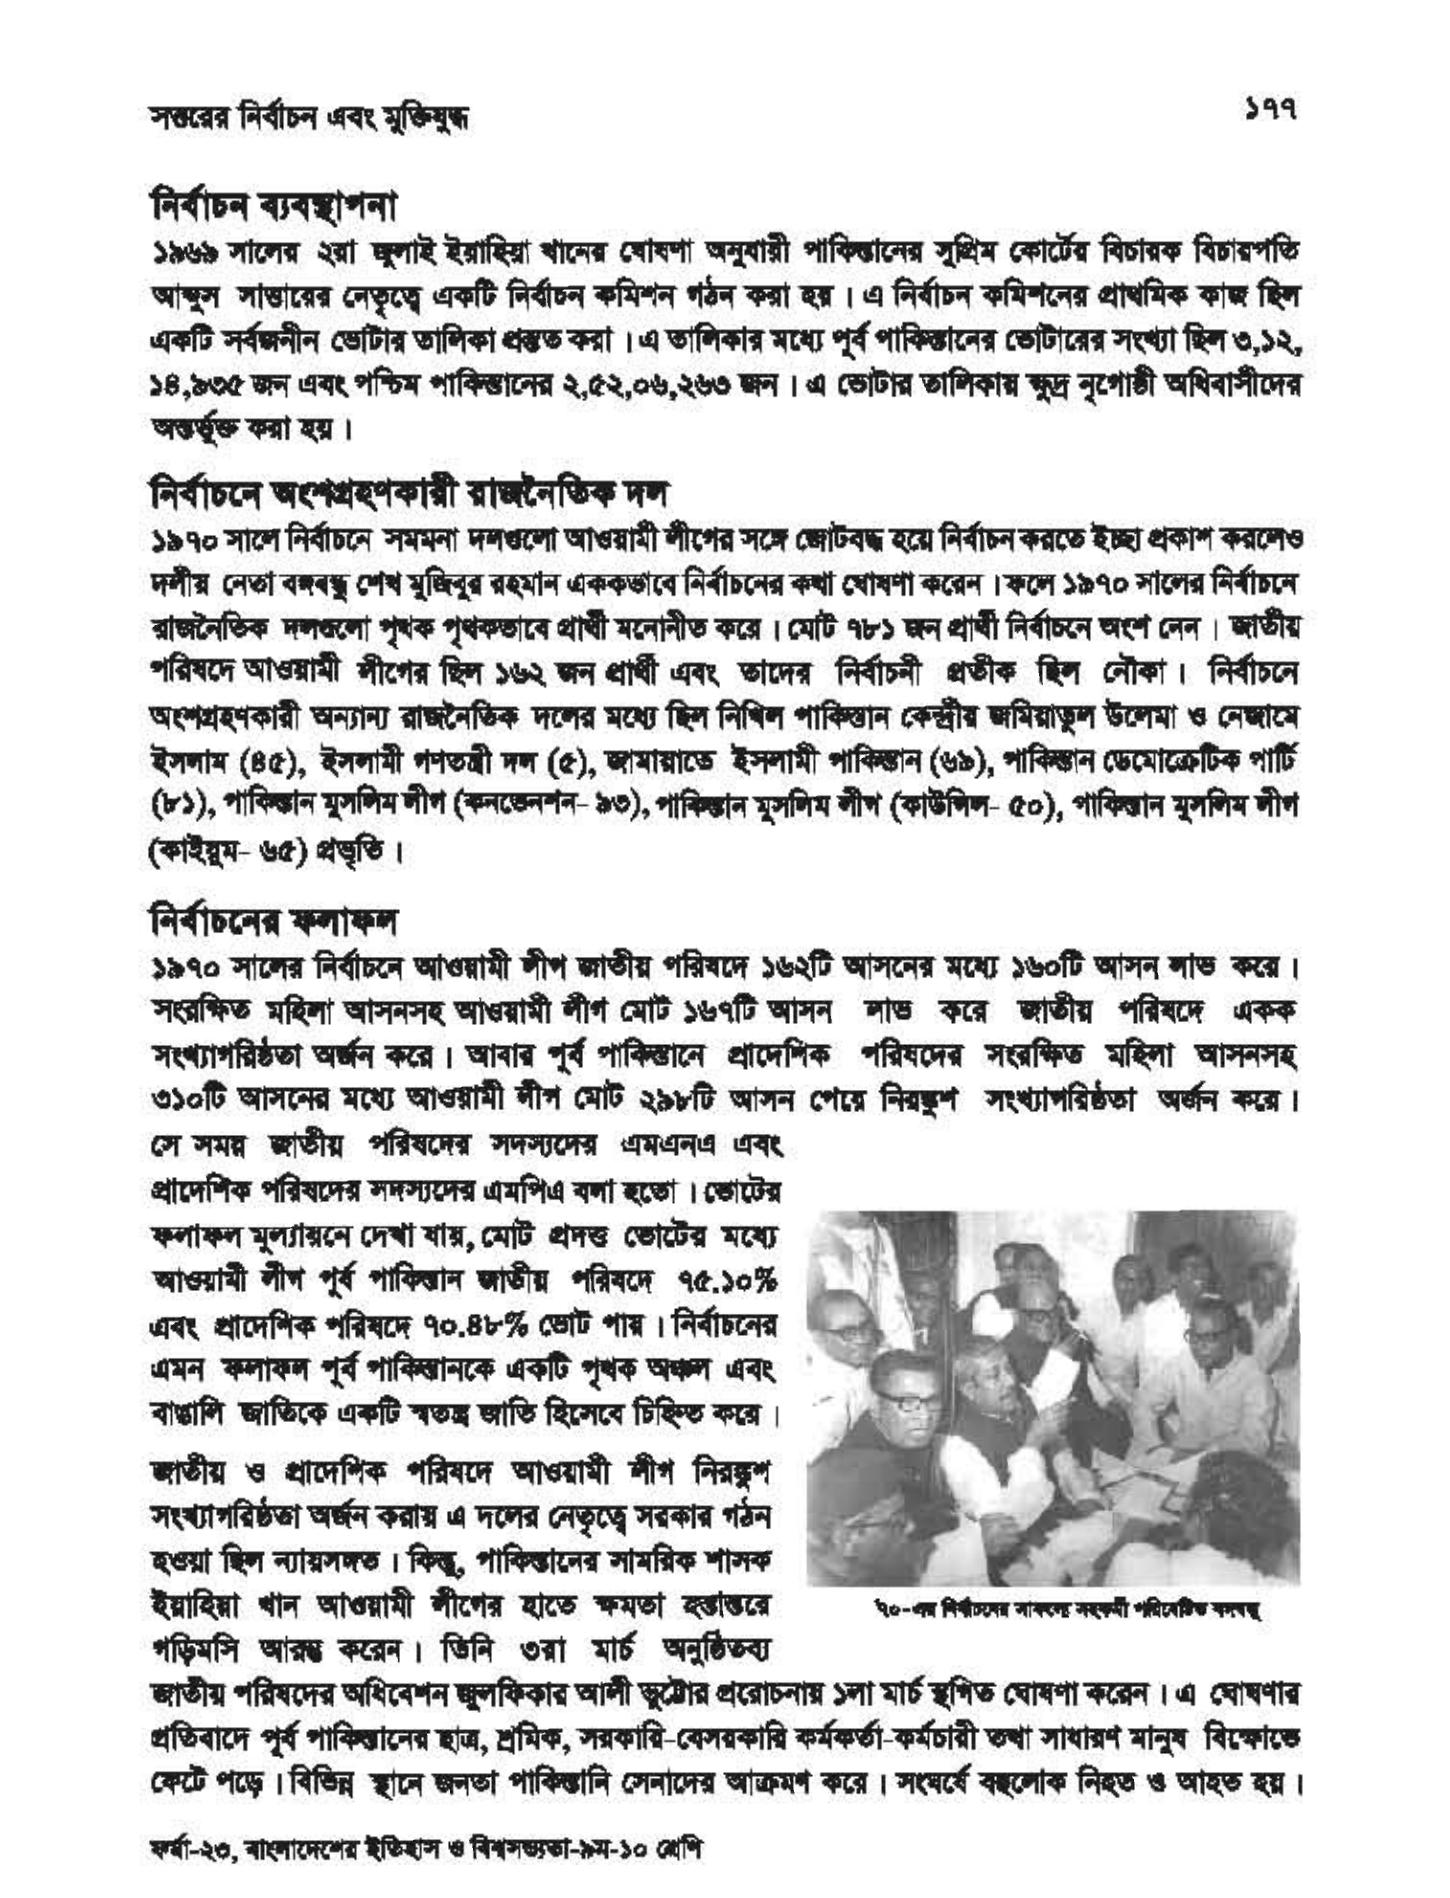 সত্তরের নির্বাচন এবং মুক্তিযুদ্ধ
১৭৭
নির্বাচন ব্যবস্থাপনা
১৯৬৯ সালের ২রা জুলাই ইয়াহিয়া খানের ঘোষণা অনুযায়ী পাকিস্তানের সুপ্রিম কোর্টের বিচারক বিচারপতি
আব্দুস সাত্তারের নেতৃত্বে একটি নির্বাচন কমিশন গঠন করা হয় । এ নির্বাচন কমিশনের প্রাথমিক কাজ ছিল
একটি সর্বজনীন ভোটার তালিকা প্রস্তুত করা । এ তালিকার মধ্যে পূর্ব পাকিস্তানের ভোটারের সংখ্যা ছিল ৩,১২,
১৪,৯৩৫ জন এবং পশ্চিম পাকিস্তানের ২,৫২,০৬,২৬৩ জন । এ ভোটার তালিকায় ক্ষুদ্র নৃগোষ্ঠী অধিবাসীদের
অন্তর্ভুক্ত করা হয় ।
নির্বাচনে অংশগ্রহণকারী রাজনৈতিক দল
১৯৭০ সালে নির্বাচনে সমমনা দলগুলো আওয়ামী লীগের সঙ্গে জোটবদ্ধ হয়ে নির্বাচন করতে ইচ্ছা প্রকাশ করলেও
দলীয় নেতা বঙ্গবন্ধু শেখ মুজিবুর রহমান এককভাবে নির্বাচনের কথা ঘোষণা করেন । ফলে ১৯৭০ সালের নির্বাচনে
রাজনৈতিক দলগুলো পৃথক পৃথকভাবে প্রার্থী মনোনীত করে । মোট ৭৮১ জন প্রার্থী নির্বাচনে অংশ নেন । জাতীয়
পরিষদে আওয়ামী লীগের ছিল ১৬২ জন প্রার্থী এবং তাদের নির্বাচনী প্রতীক ছিল নৌকা । নির্বাচনে
অংশগ্রহণকারী অন্যান্য রাজনৈতিক দলের মধ্যে ছিল নিখিল পাকিস্তান কেন্দ্রীয় জমিয়াতুল উলেমা ও নেজামে
ইসলাম (৪৫), ইসলামী গণতন্ত্রী দল (৫), জামায়াতে ইসলামী পাকিস্তান (৬৯), পাকিস্তান ডেমোক্রেটিক পার্টি
(৮১), পাকিস্তান মুসলিম লীগ (কনভেনশন- ৯৩), পাকিস্তান মুসলিম লীগ (কাউন্সিল- ৫০), পাকিস্তান মুসলিম লীগ
(কাইয়ুম- ৬৫) প্রভৃতি ।
নির্বাচনের ফলাফল
১৯৭০ সালের নির্বাচনে আওয়ামী লীগ জাতীয় পরিষদে ১৬২টি আসনের মধ্যে ১৬০টি আসন লাভ করে ।
সংরক্ষিত মহিলা আসনসহ আওয়ামী লীগ মোট ১৬৭টি আসন লাভ করে জাতীয় পরিষদে একক
সংখ্যাগরিষ্ঠতা অর্জন করে । আবার পূর্ব পাকিস্তানে প্রাদেশিক পরিষদের সংরক্ষিত মহিলা আসনসহ
৩১০টি আসনের মধ্যে আওয়ামী লীগ মোট ২৯৮টি আসন পেয়ে নিরঙ্কুশ সংখ্যাগরিষ্ঠতা অর্জন করে ।
সে সময় জাতীয় পরিষদের সদস্যদের এমএনএ এবং
প্রাদেশিক পরিষদের সদস্যদের এমপিএ বলা হতো । ভোটের
ফলাফল মূল্যায়নে দেখা যায়, মোট প্রদত্ত ভোটের মধ্যে
আওয়ামী লীগ পূর্ব পাকিস্তান জাতীয় পরিষদে ৭৫.১০%
এবং প্রাদেশিক পরিষদে ৭০.৪৮% ভোট পায় । নির্বাচনের
এমন ফলাফল পূর্ব পাকিস্তানকে একটি পৃথক অঞ্চল এবং
বাঙালি জাতিকে একটি স্বতন্ত্র জাতি হিসেবে চিহ্নিত করে ।
জাতীয় ও প্রাদেশিক পরিষদে আওয়ামী লীগ নিরঙ্কুশ
সংখ্যাগরিষ্ঠতা অর্জন করায় এ দলের নেতৃত্বে সরকার গঠন
হওয়া ছিল ন্যায়সঙ্গত । কিন্তু, পাকিস্তানের সামরিক শাসক
ইয়াহিয়া খান আওয়ামী লীগের হাতে ক্ষমতা হস্তান্তরে
গড়িমসি আরম্ভ করেন । তিনি ৩রা মার্চ অনুষ্ঠিতব্য
৭০-এর নির্বাচনের সাফল্যে সহকর্মী পরিবেষ্টিত বঙ্গবন্ধু
জাতীয় পরিষদের অধিবেশন জুলফিকার আলী ভুট্টোর প্ররোচনায় ১লা মার্চ স্থগিত ঘোষণা করেন । এ ঘোষণার
প্রতিবাদে পূর্ব পাকিস্তানের ছাত্র, শ্রমিক, সরকারি-বেসরকারি কর্মকর্তা-কর্মচারী তথা সাধারণ মানুষ বিক্ষোভে
ফেটে পড়ে । বিভিন্ন স্থানে জনতা পাকিস্তানি সেনাদের আক্রমণ করে । সংঘর্ষে বহুলোক নিহত ও আহত হয় ।
ফর্মা-২৩, বাংলাদেশের ইতিহাস ও বিশ্বসভ্যতা-৯ম-১০ শ্রেণি